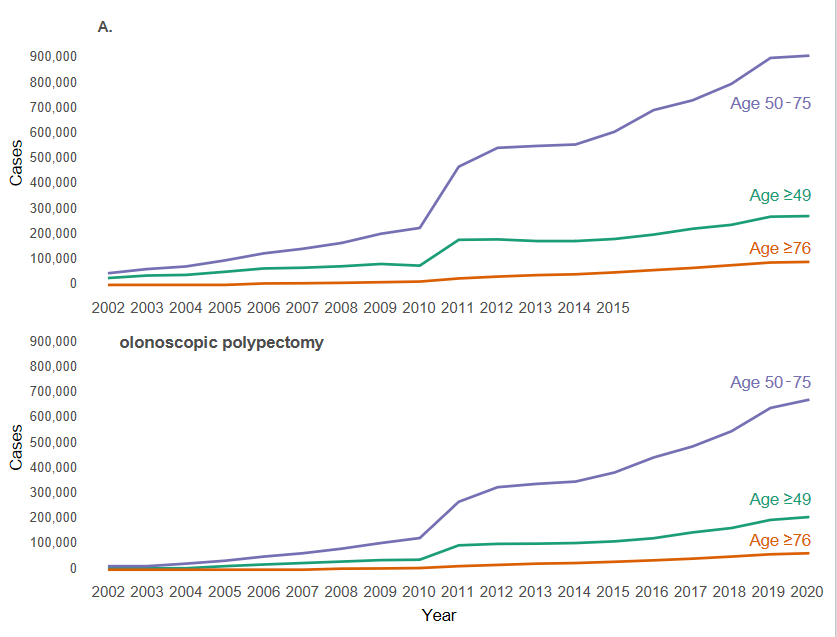 A.
900,000
800,000
700,000
600,000
500,000
400,000
300,000
200,000
100,000
0
Cases
Age 50-75
Age ≥49
Age ≥76
2002 2003 2004 2005 2006 2007 2008 2009 2010 2011 2012 2013 2014 2015
olonoscopic polypectomy
900,000
800,000
700,000
600,000
500,000
400,000
300,000
200,000
100,000
0
Cases
Age 50-75
Age ≥49
Age ≥76
2002 2003 2004 2005 2006 2007 2008 2009 2010 2011 2012 2013 2014 2015 2016 2017 2018 2019 2020
Year